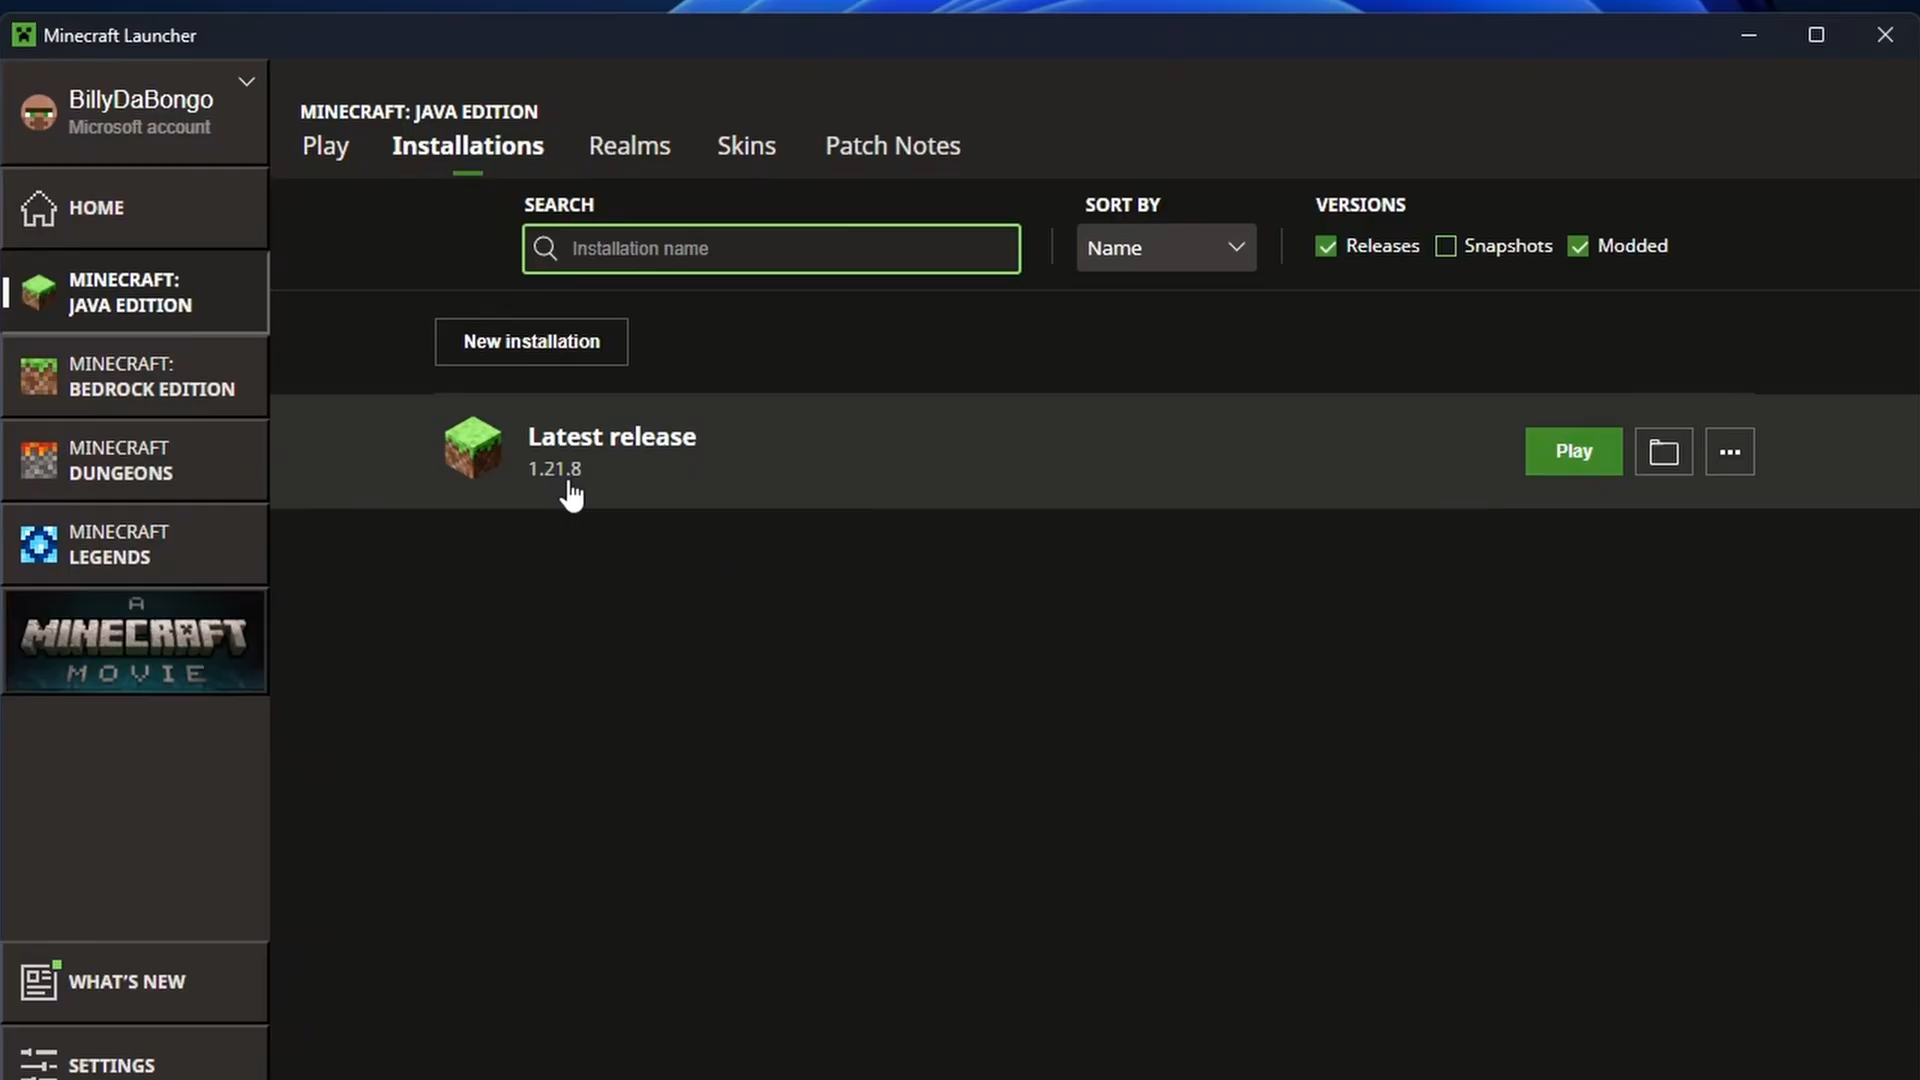 Minecraft Launcher
BillyDaBongo
Microsoft account
HOME
MINECRAFT:
JAVA EDITION
MINECRAFT:
BEDROCK EDITION
MINECRAFT
DUNGEONS
MINECRAFT
LEGENDS
A
MINECRAFT
MOVIE
WHAT'S NEW
SETTINGS
MINECRAFT: JAVA EDITION
Play Installations Realms Skins Patch Notes
SEARCH
Installation name
SORT BY
Name
VERSIONS
Releases Snapshots Modded
New installation
Latest release
1.21.8
Play